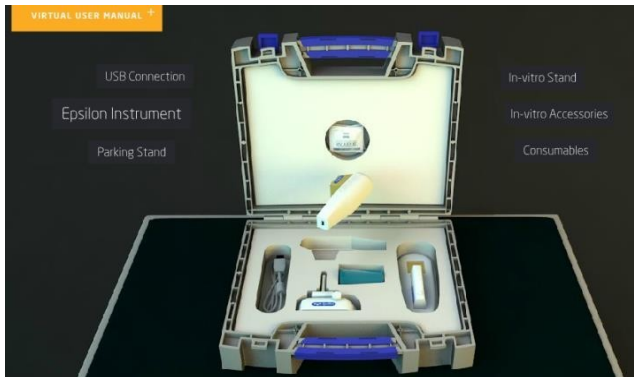 VIRTUAL USER MANUAL +
USB Connection
Epsilon Instrument
Parking Stand
In-vitro Stand
In-vitro Accessories
Consumables